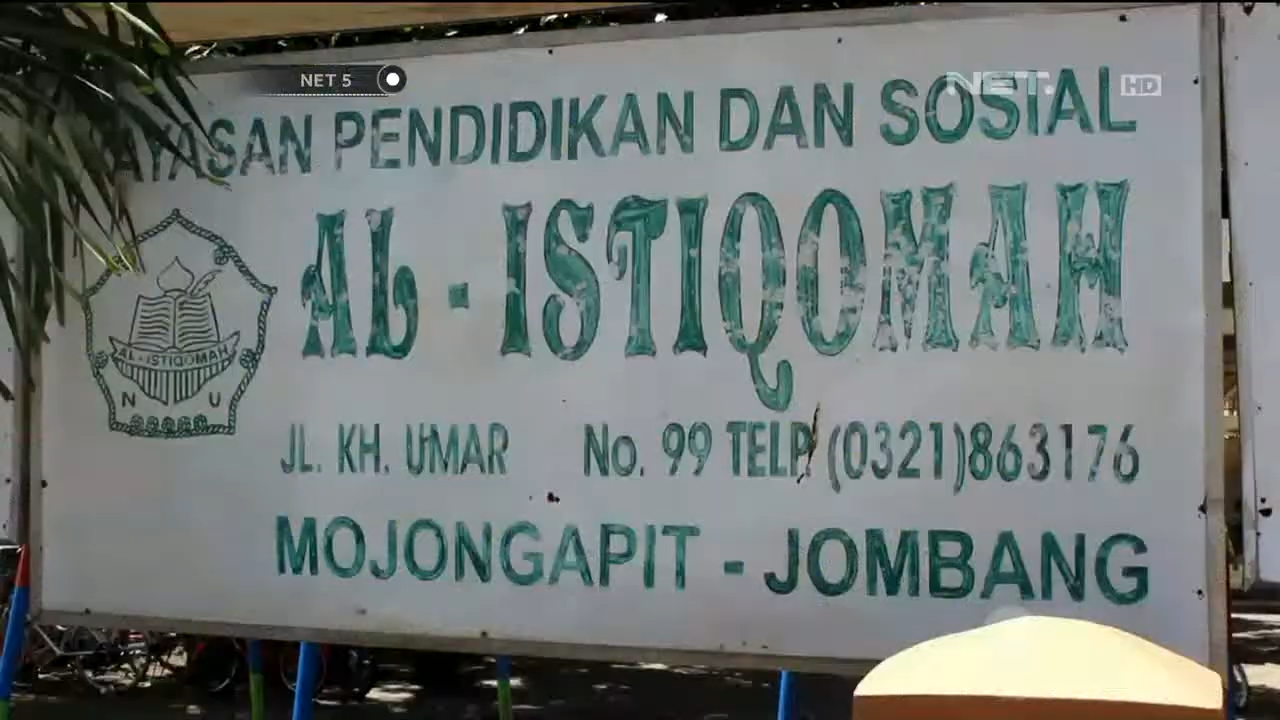 NET 5
NET. HD
YAYASAN PENDIDIKAN DAN SOSIAL
AL - ISTIQOMAH
AL-ISTIQOMAH
N U
JL. KH. UMAR No. 99 TELP. (0321)863176
MOJONGAPIT - JOMBANG